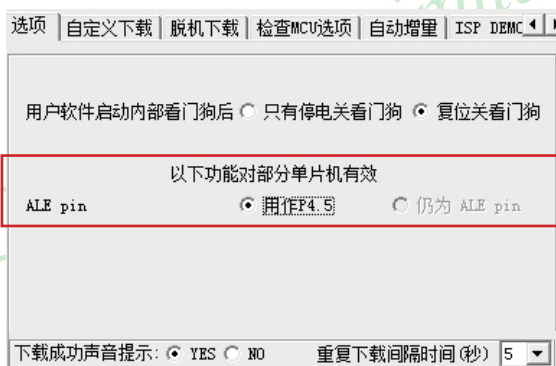 选项 自定义下载 脱机下载 检查MCU选项 自动增量 ISP DEMO
用户软件启动内部看门狗后 只有停电关看门狗 复位关看门狗
以下功能对部分单片机有效
ALE pin 用作P4.5 仍为 ALE pin
下载成功声音提示: YES NO 重复下载间隔时间(秒) 5